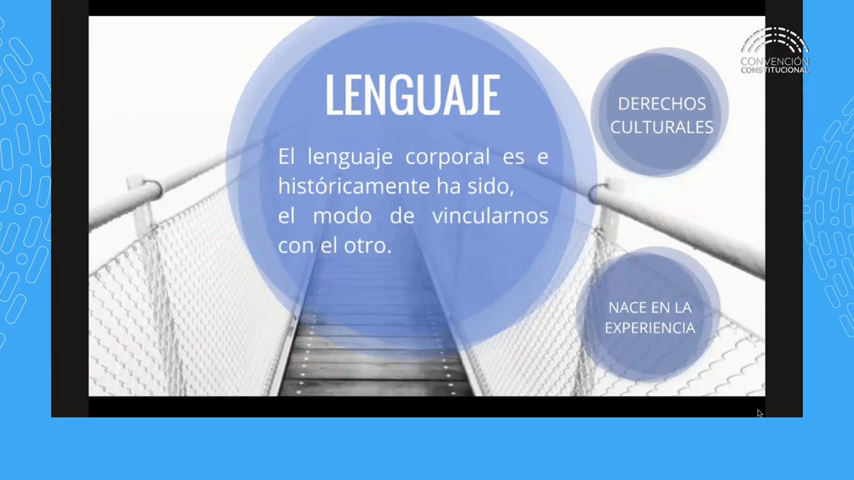 CONVENCIÓN
CONSTITUCIONAL
LENGUAJE
El lenguaje corporal es e
históricamente ha sido,
el modo de vincularnos
con el otro.
DERECHOS
CULTURALES
NACE EN LA
EXPERIENCIA